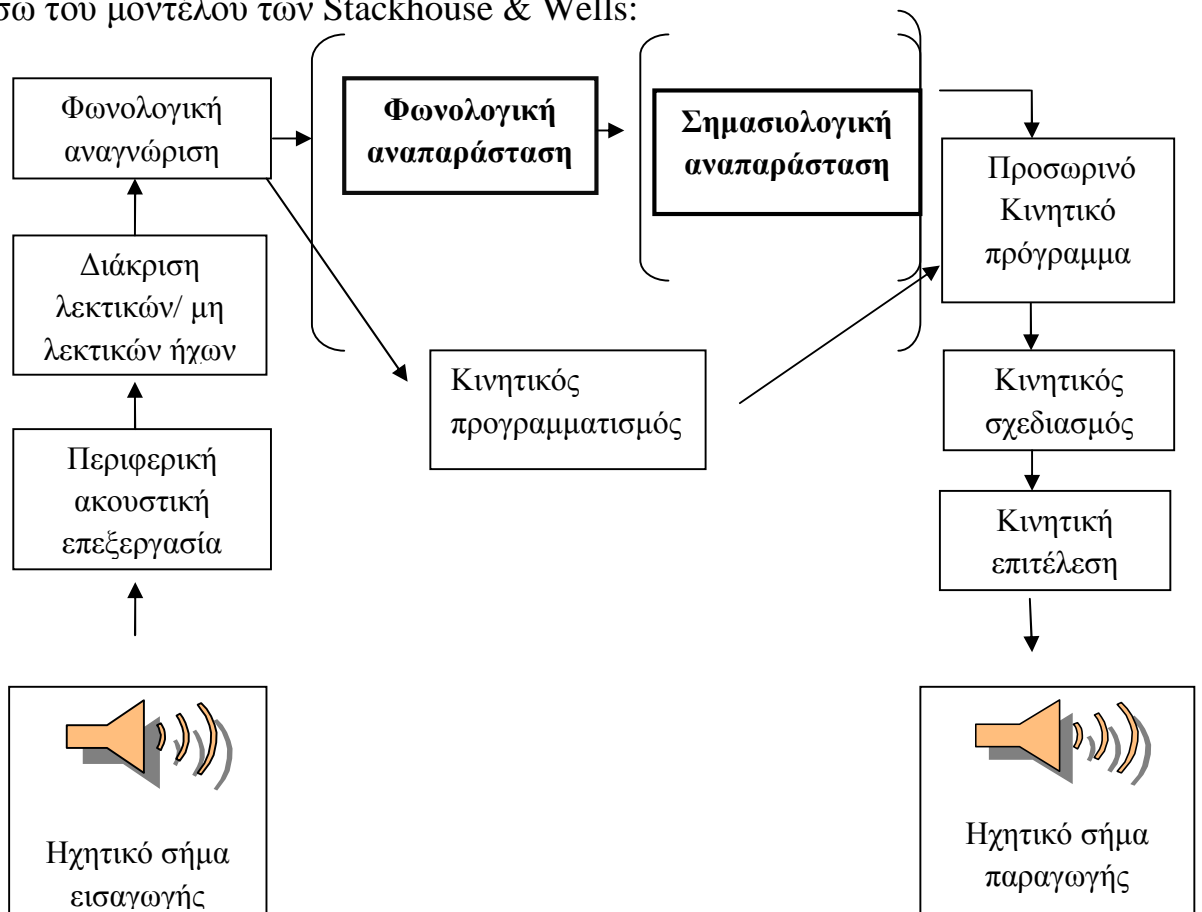 σω του μοντέλου των Stackhouse & Wells:
Φωνολογική
αναγνώριση
Φωνολογική
αναπαράσταση
Σημασιολογική
αναπαράσταση
Προσωρινό
Κινητικό
πρόγραμμα
Διάκριση
λεκτικών/ μη
λεκτικών ήχων
Κινητικός
προγραμματισμός
Κινητικός
σχεδιασμός
Περιφερική
ακουστική
επεξεργασία
Κινητική
επιτέλεση
Ηχητικό σήμα
εισαγωγής
Ηχητικό σήμα
παραγωγής